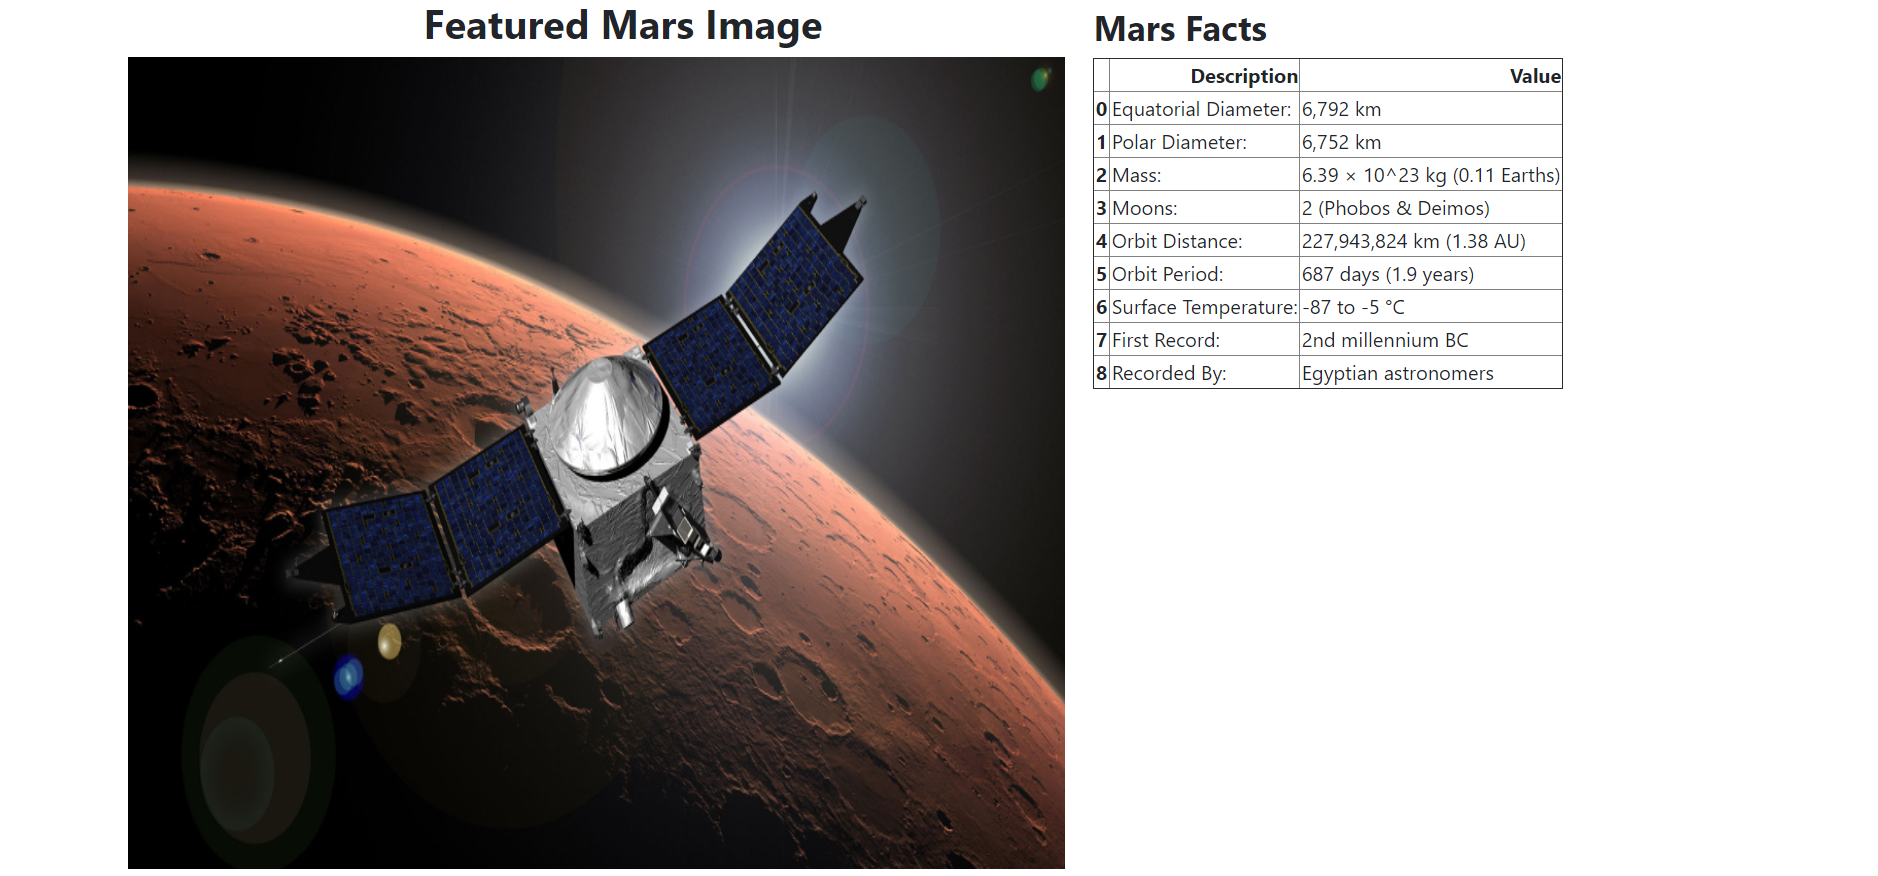 Featured Mars Image
Mars Facts
Description Value
0 Equatorial Diameter: 6,792 km
1 Polar Diameter: 6,752 km
2 Mass: 6.39 × 10^23 kg (0.11 Earths)
3 Moons: 2 (Phobos & Deimos)
4 Orbit Distance: 227,943,824 km (1.38 AU)
5 Orbit Period: 687 days (1.9 years)
6 Surface Temperature: -87 to -5 °C
7 First Record: 2nd millennium BC
8 Recorded By: Egyptian astronomers